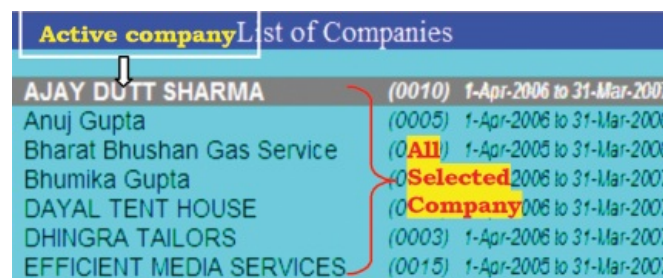 Active company List of Companies
AJAY DUTT SHARMA (0010) 1-Apr-2006 to 31-Mar-2007
Anuj Gupta (0005) 1-Apr-2006 to 31-Mar-200
Bharat Bhushan Gas Service All 1-Apr-2005 to 31-Mar-200
Bhumika Gupta Selected 2006 to 31-Mar-200
DAYAL TENT HOUSE Company 006 to 31-Mar-200
DHINGRA TAILORS (0003) 1-Apr-2006 to 31-Mar-200
EFFICIENT MEDIA SERVICES (0015) 1-Apr-2005 to 31-Mar-200